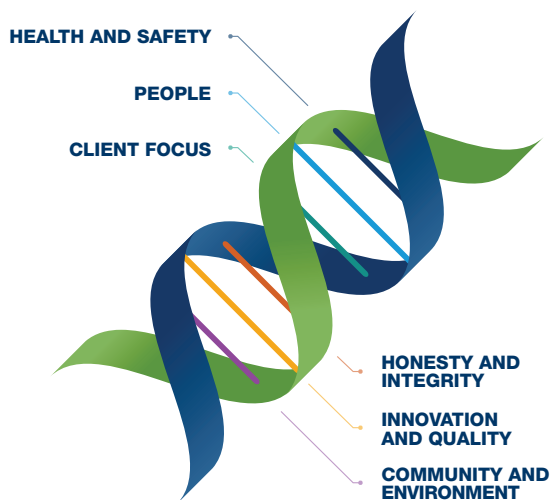 HEALTH AND SAFETY
PEOPLE
CLIENT FOCUS
HONESTY AND
INTEGRITY
INNOVATION
AND QUALITY
COMMUNITY AND
ENVIRONMENT